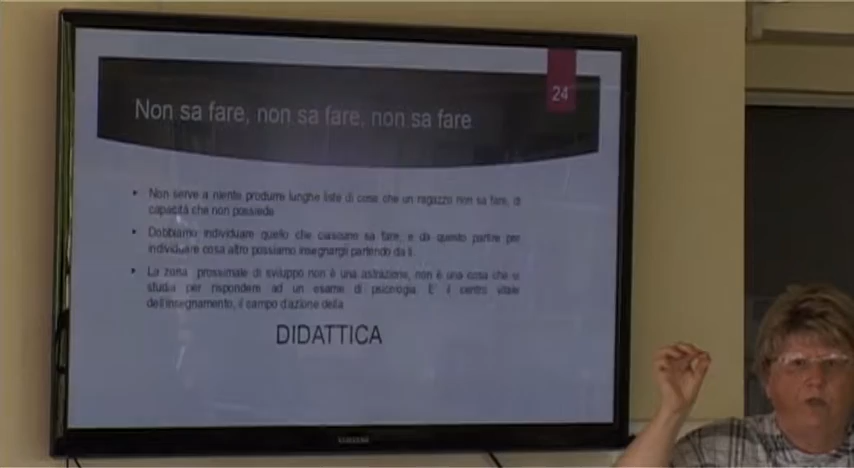 24
Non sa fare, non sa fare, non sa fare
• Non serve a niente produrre lunghe liste di cose che un ragazzo non sa fare, di
capacità che non possiede
• Dobbiamo individuare quello che ciascuno sa fare, e da questo partire per
individuare cosa altro possiamo insegnargli partendo da lì.
• La zona prossimale di sviluppo non è una astrazione, non è una cosa che si
studia per rispondere ad un esame di psicologia. E' il centro vitale
dell'insegnamento, il campo d'azione della
DIDATTICA
SAMSUNG